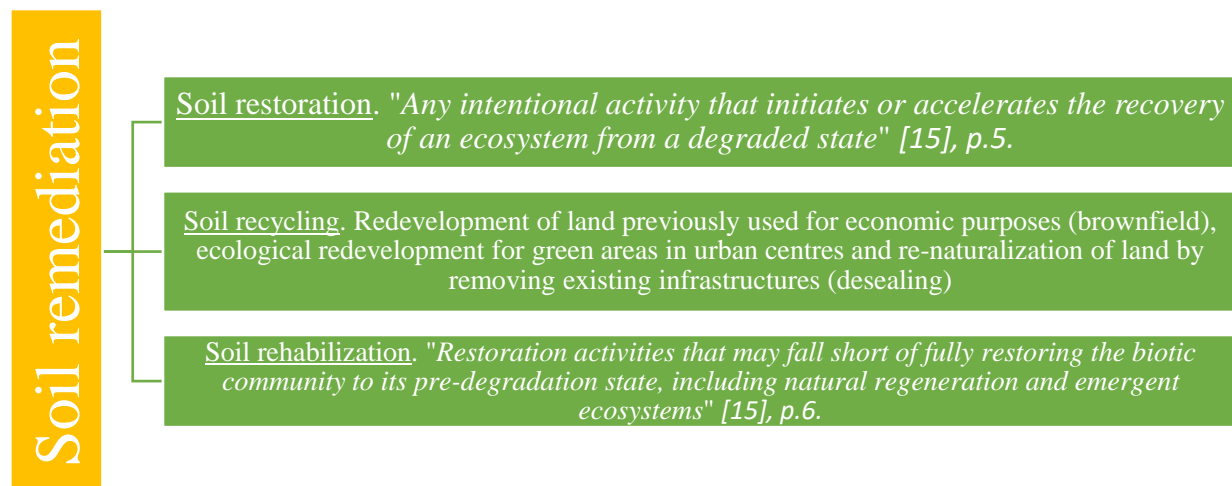 Soil remediation
Soil restoration. "Any intentional activity that initiates or accelerates the recovery
of an ecosystem from a degraded state" [15], p.5.
Soil recycling. Redevelopment of land previously used for economic purposes (brownfield),
ecological redevelopment for green areas in urban centres and re-naturalization of land by
removing existing infrastructures (desealing)
Soil rehabilization. "Restoration activities that may fall short of fully restoring the biotic
community to its pre-degradation state, including natural regeneration and emergent
ecosystems" [15], p.6.